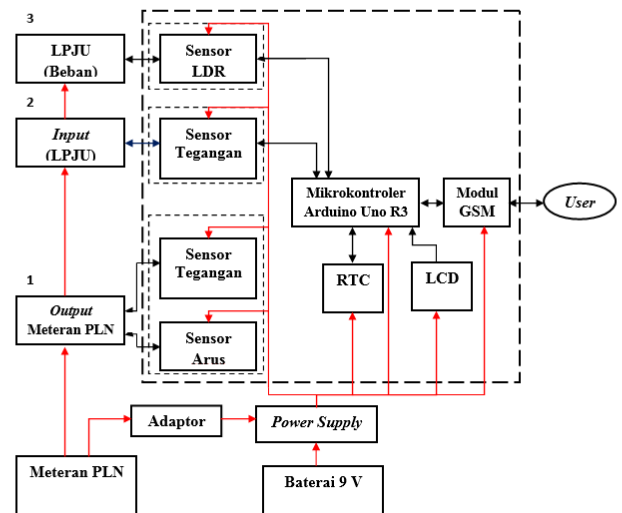 3
LPJU
(Beban)
Sensor
LDR
2
Input
(LPJU)
Sensor
Tegangan
Mikrokontroler
Arduino Uno R3
Modul
GSM
User
Sensor
Tegangan
RTC
LCD
1
Output
Meteran PLN
Sensor
Arus
Adaptor
Power Supply
Meteran PLN
Baterai 9 V